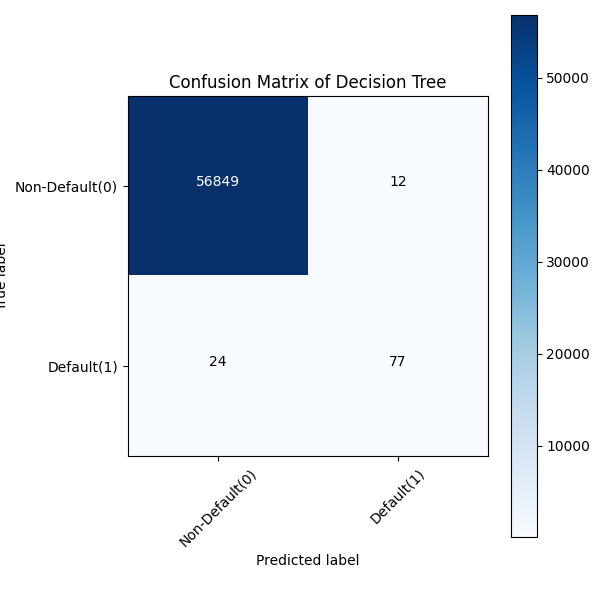 Confusion Matrix of Decision Tree
50000
40000
30000
20000
10000
Non-Default(0)
56849
12
Default(1)
24
77
Non-Default(0)
Default(1)
Predicted label
label